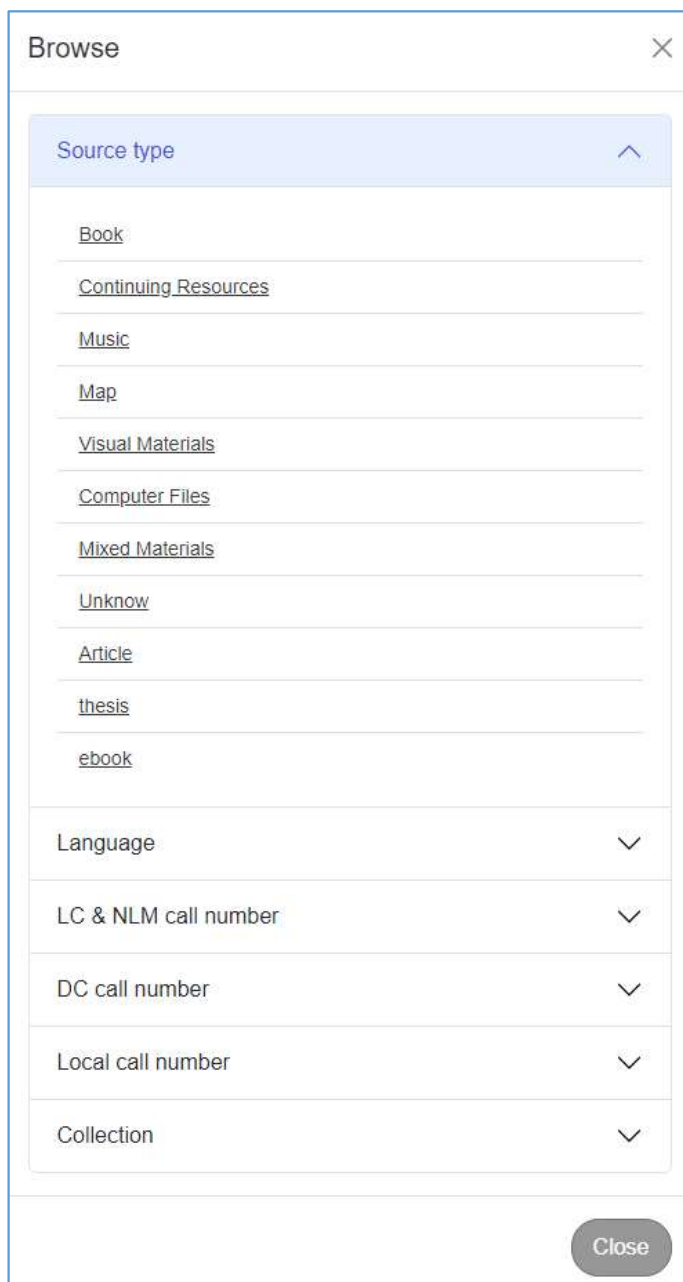 Browse
Source type
Book
Continuing Resources
Music
Map
Visual Materials
Computer Files
Mixed Materials
Unknow
Article
thesis
ebook
Language
LC & NLM call number
DC call number
Local call number
Collection
Close